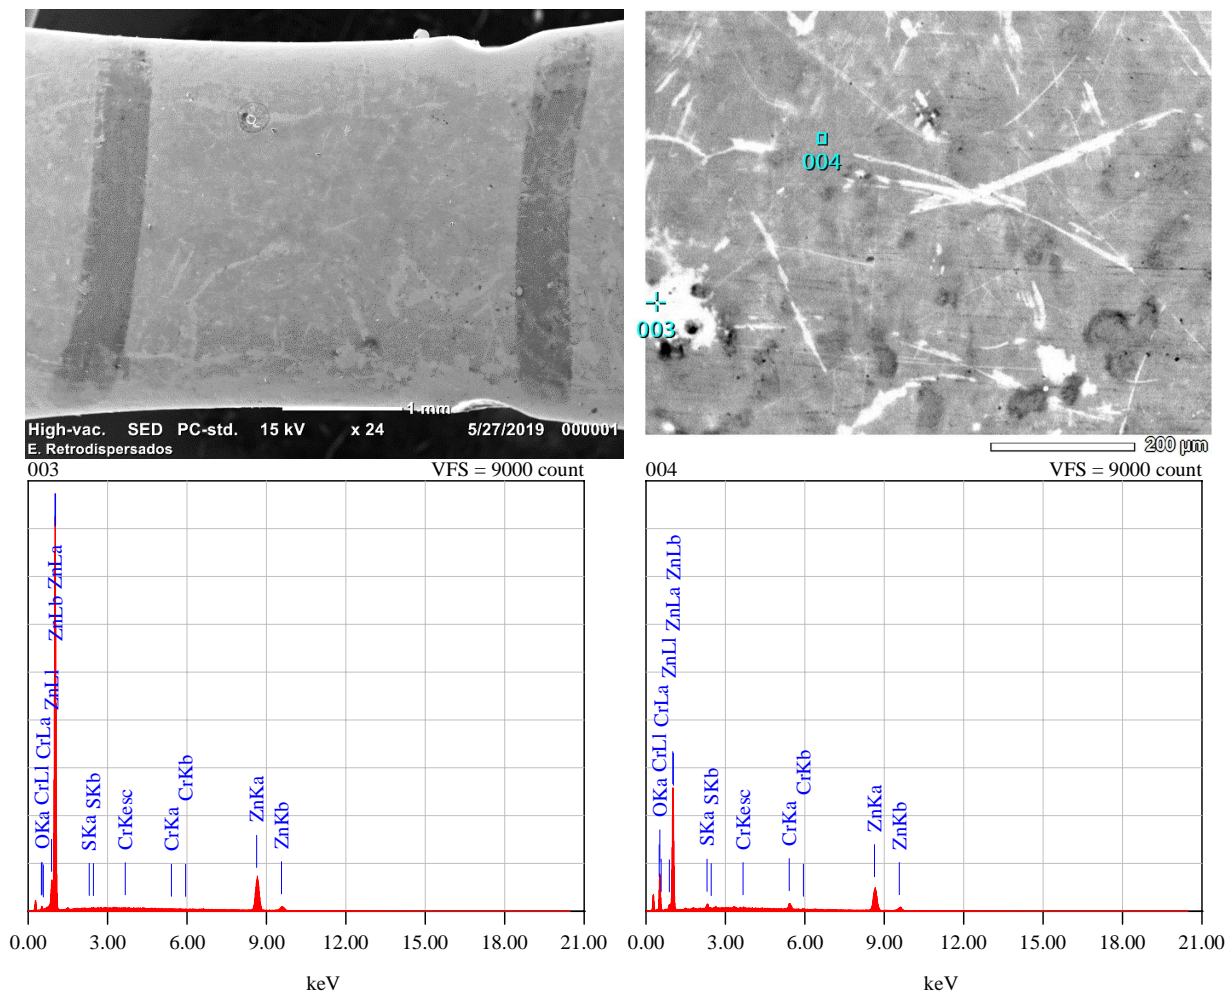 1 mm
High-vac. SED PC-std. 15 kV x 24 5/27/2019 000001
E. Retrodispersados
004
003
200 µm
003 VFS = 9000 count
OKa CrLl CrLa ZnLl ZnLb ZnLa
SKa SKb
CrKesc
CrKa
CrKb
ZnKa
ZnKb
0.00 3.00 6.00 9.00 12.00 15.00 18.00 21.00
keV
004 VFS = 9000 count
OKa CrLl CrLa ZnLl ZnLa ZnLb
SKa SKb
CrKesc
CrKa
CrKb
ZnKa
ZnKb
0.00 3.00 6.00 9.00 12.00 15.00 18.00 21.00
keV